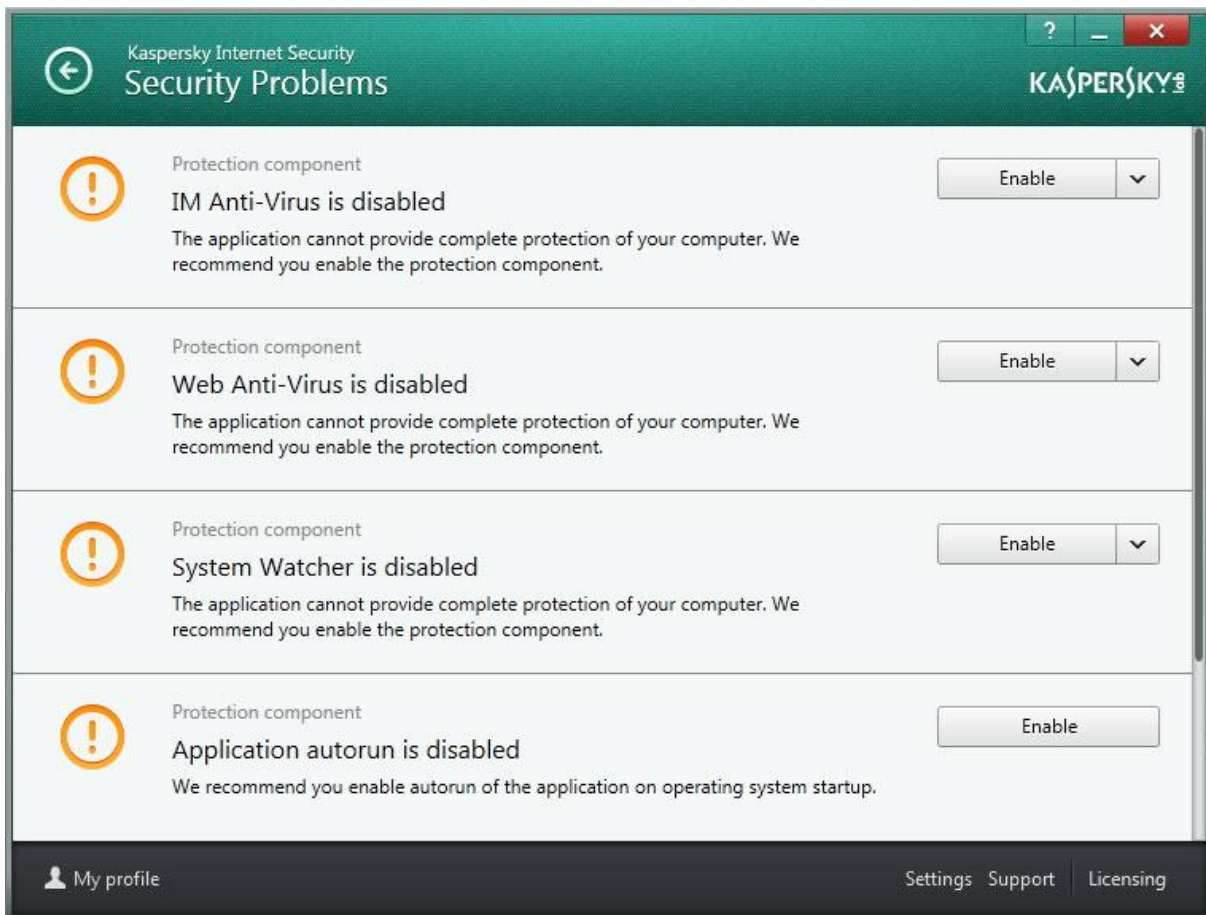 ?
Kaspersky Internet Security
Security Problems
KASPERSKY lab
Protection component
IM Anti-Virus is disabled
The application cannot provide complete protection of your computer. We
recommend you enable the protection component.
Enable
Protection component
Web Anti-Virus is disabled
The application cannot provide complete protection of your computer. We
recommend you enable the protection component.
Enable
Protection component
System Watcher is disabled
The application cannot provide complete protection of your computer. We
recommend you enable the protection component.
Enable
Protection component
Application autorun is disabled
We recommend you enable autorun of the application on operating system startup.
Enable
My profile
Settings Support Licensing